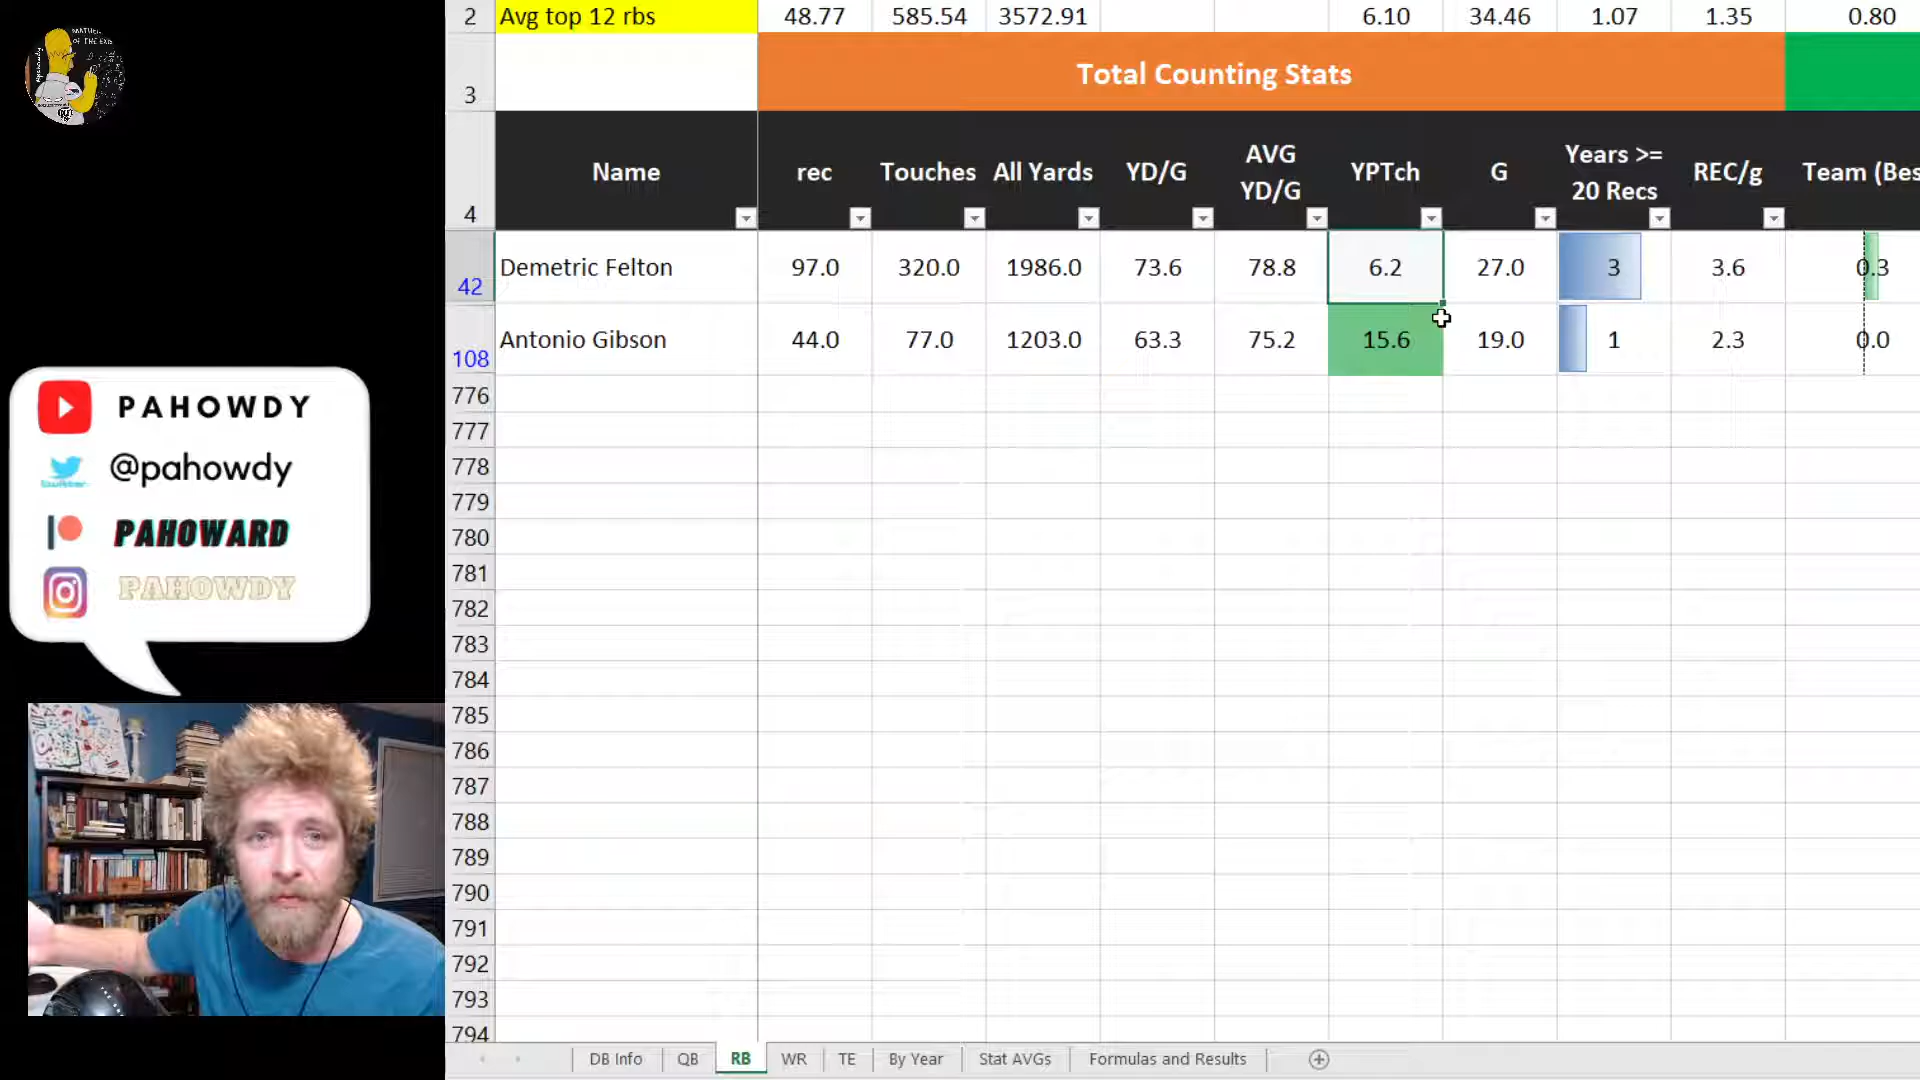 2 Avg top 12 rbs 48.77 585.54 3572.91 6.10 34.46 1.07 1.35 0.80
3 Total Counting Stats
4 Name rec Touches All Yards YD/G AVG YD/G YPTch G Years >= 20 Recs REC/g Team (Bes
42 Demetric Felton 97.0 320.0 1986.0 73.6 78.8 6.2 27.0 3 3.6 0.3
108 Antonio Gibson 44.0 77.0 1203.0 63.3 75.2 15.6 19.0 1 2.3 0.0
776
777
778
779
780
781
782
783
784
785
786
787
788
789
790
791
792
793
794
PAHOWDY
@pahowdy
PAHOWARD
PAHOWDY
DB Info QB RB WR TE By Year Stat AVGs Formulas and Results